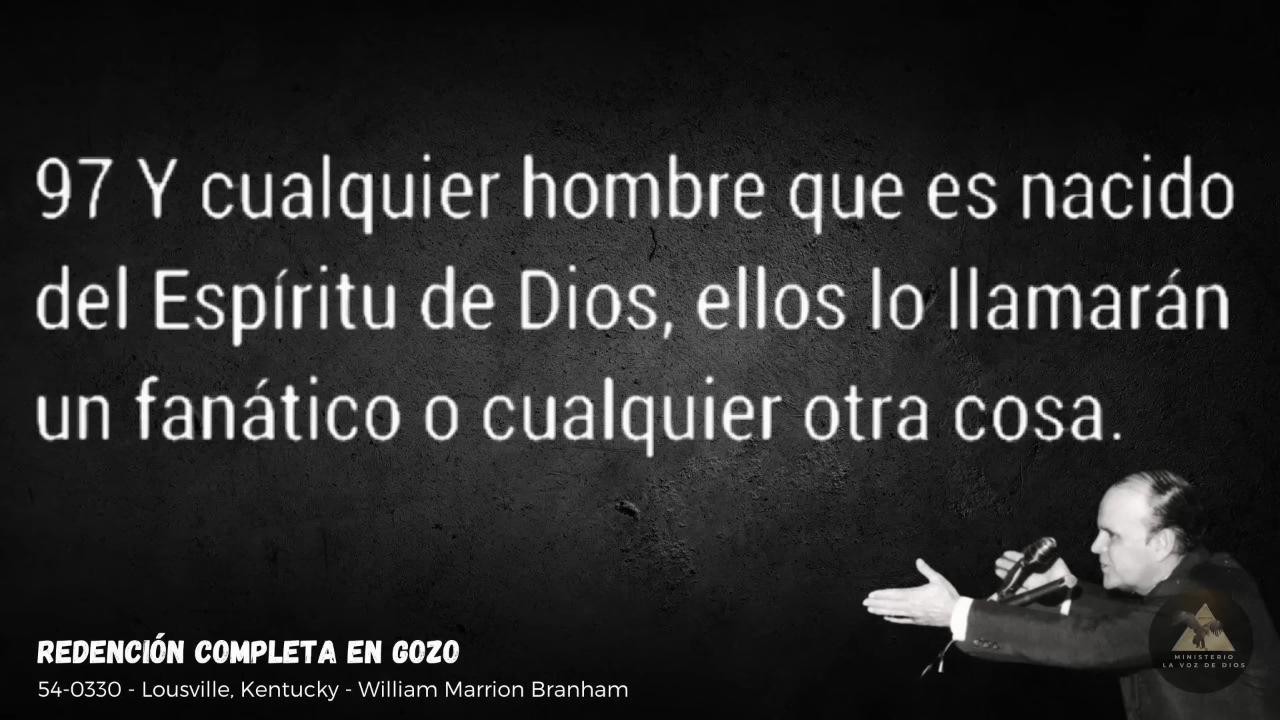 97 Y cualquier hombre que es nacido
del Espíritu de Dios, ellos lo llamarán
un fanático o cualquier otra cosa.
REDENCIÓN COMPLETA EN GOZO
54-0330 - Lousville, Kentucky - William Marrion Branham
MINISTERIO
LA VOZ DE DIOS